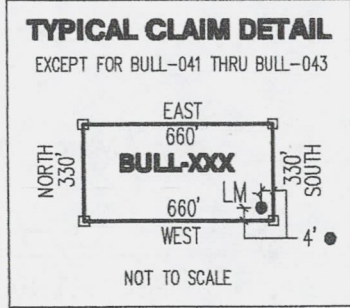 TYPICAL CLAIM DETAIL
EXCEPT FOR BULL-041 THRU BULL-043
EAST
660'
NORTH
330'
BULL-XXX
330'
SOUTH
LM
660'
WEST
4'
NOT TO SCALE